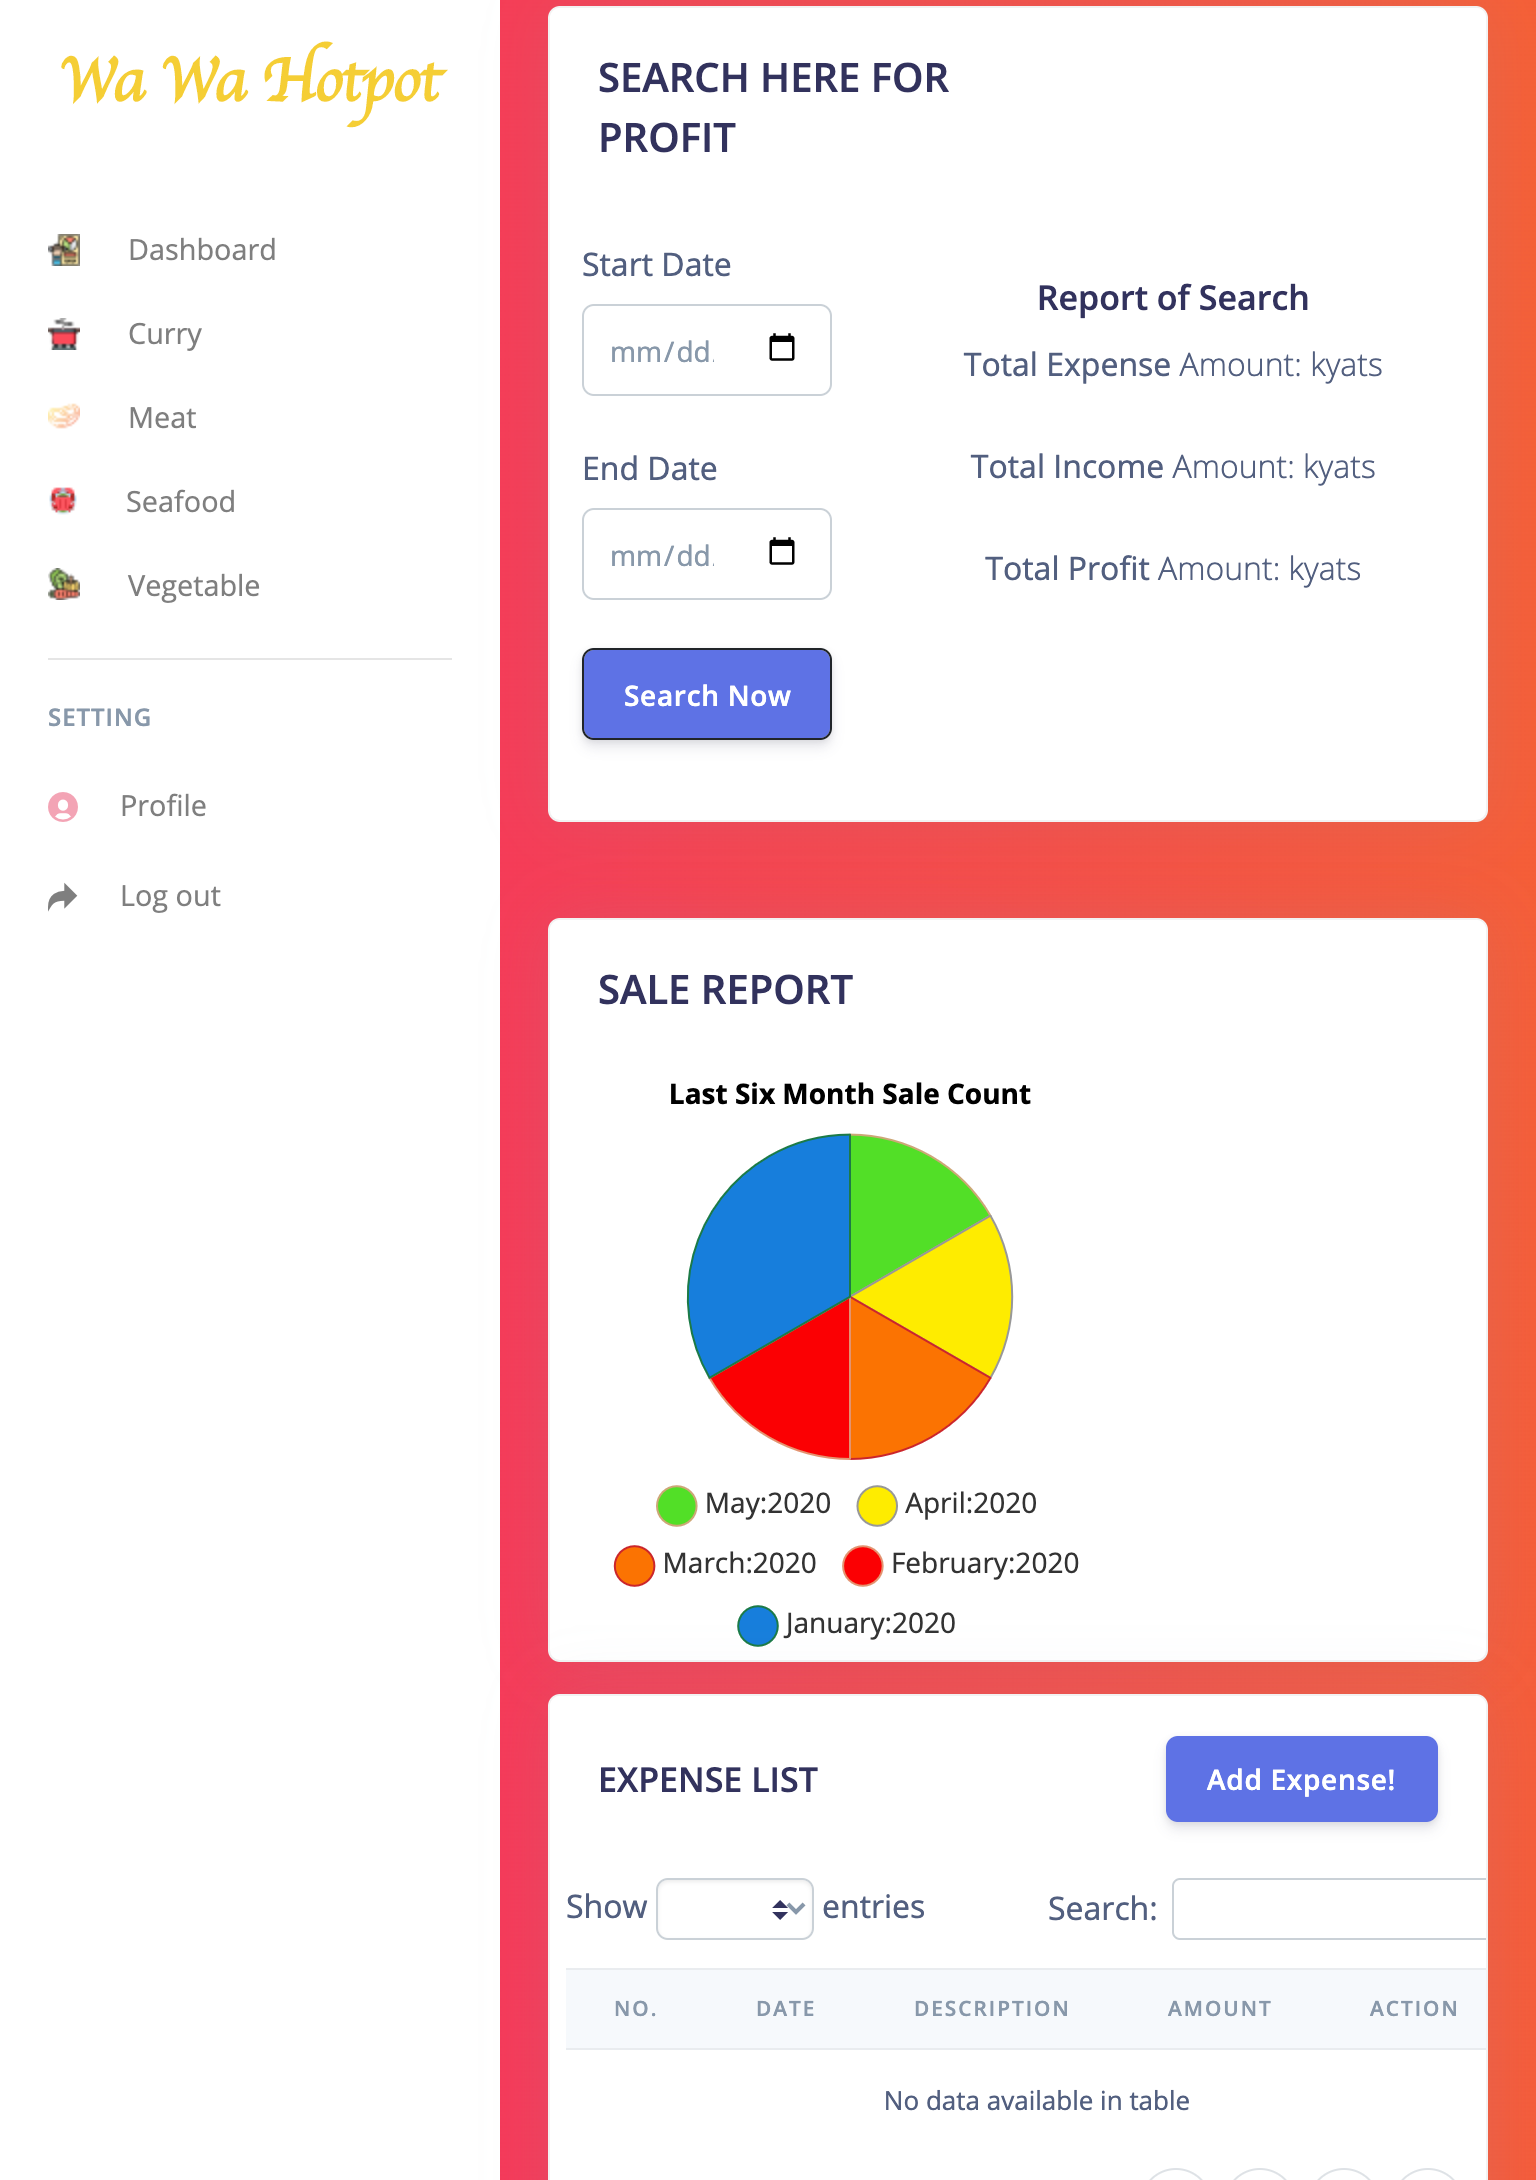 Wa Wa Hotpot
Dashboard
Curry
Meat
Seafood
Vegetable
SETTING
Profile
Log out
SEARCH HERE FOR
PROFIT
Start Date
mm/dd
End Date
mm/dd
Search Now
Report of Search
Total Expense Amount: kyats
Total Income Amount: kyats
Total Profit Amount: kyats
SALE REPORT
Last Six Month Sale Count
May:2020 April:2020
March:2020 February:2020
January:2020
EXPENSE LIST
Add Expense!
Show entries Search:
NO. DATE DESCRIPTION AMOUNT ACTION
No data available in table